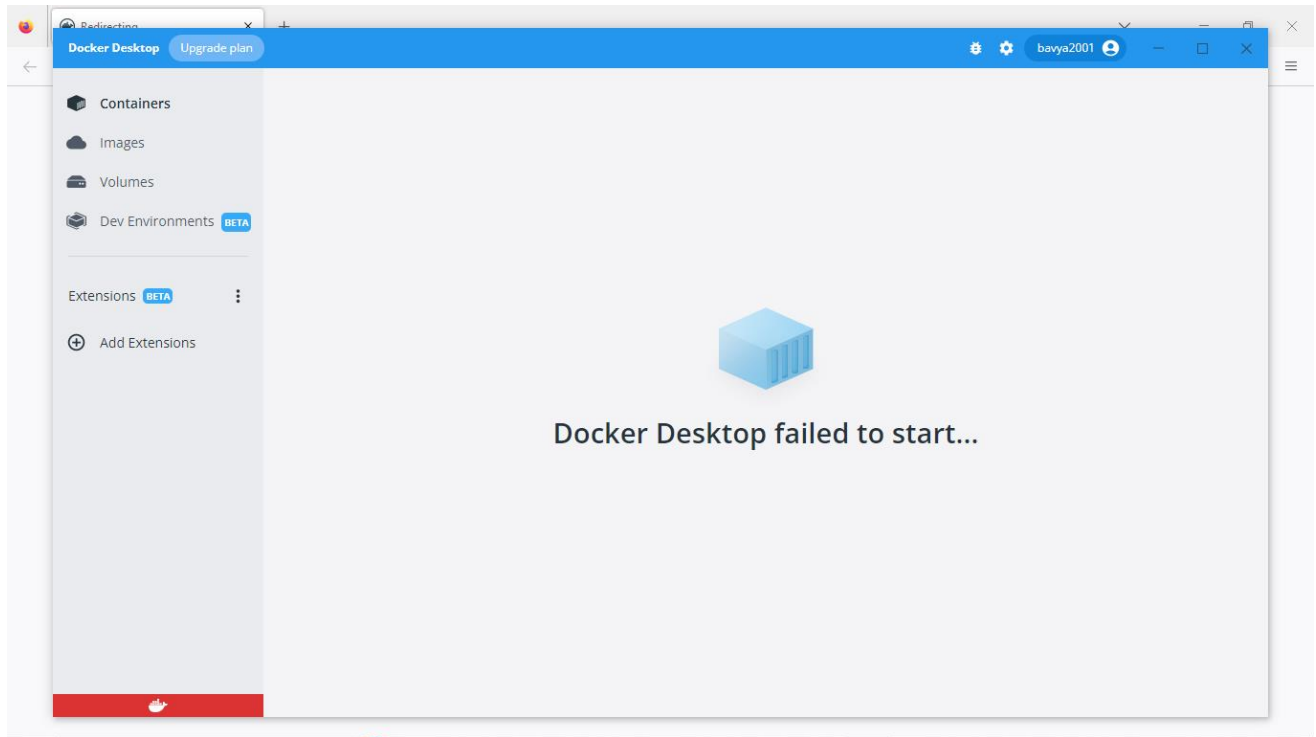 Redirecting
Docker Desktop Upgrade plan bavya2001
Containers
Images
Volumes
Dev Environments BETA
Extensions BETA
Add Extensions
Docker Desktop failed to start...